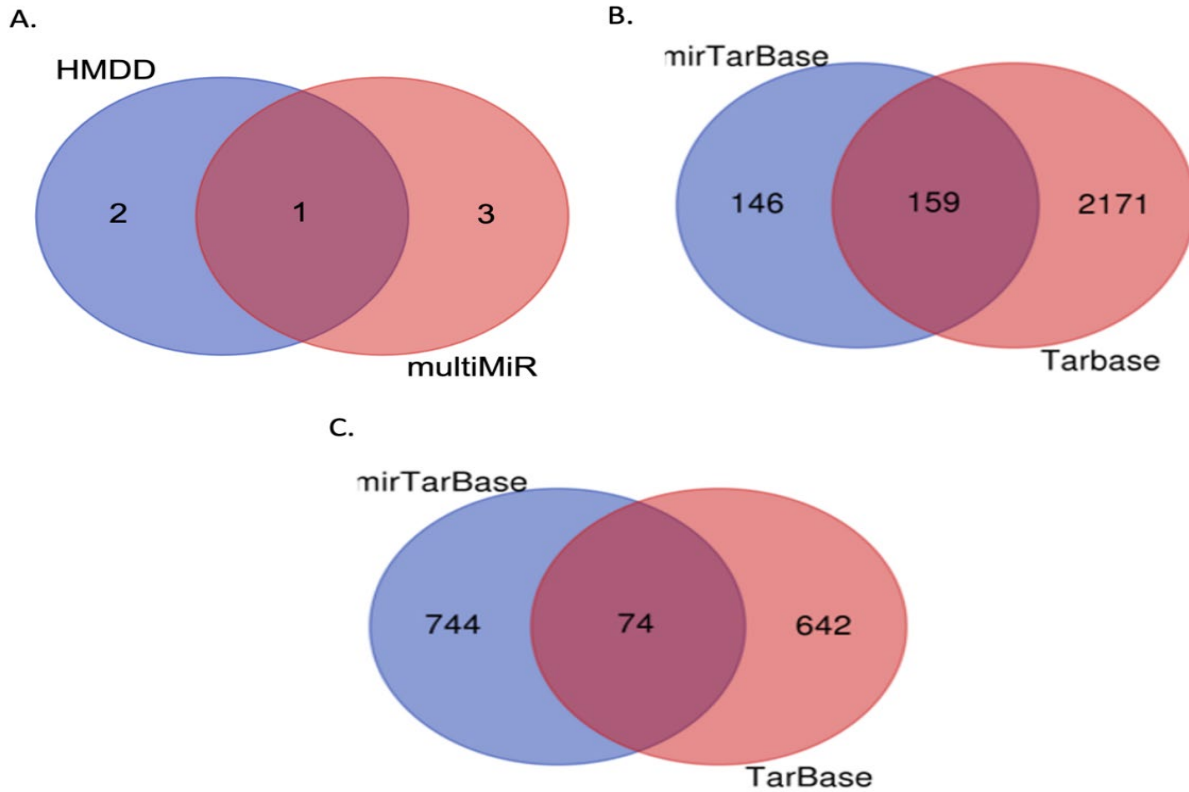 A.
HMDD
2
1
3
multiMiR
B.
mirTarBase
146
159
2171
Tarbase
C.
mirTarBase
744
74
642
TarBase